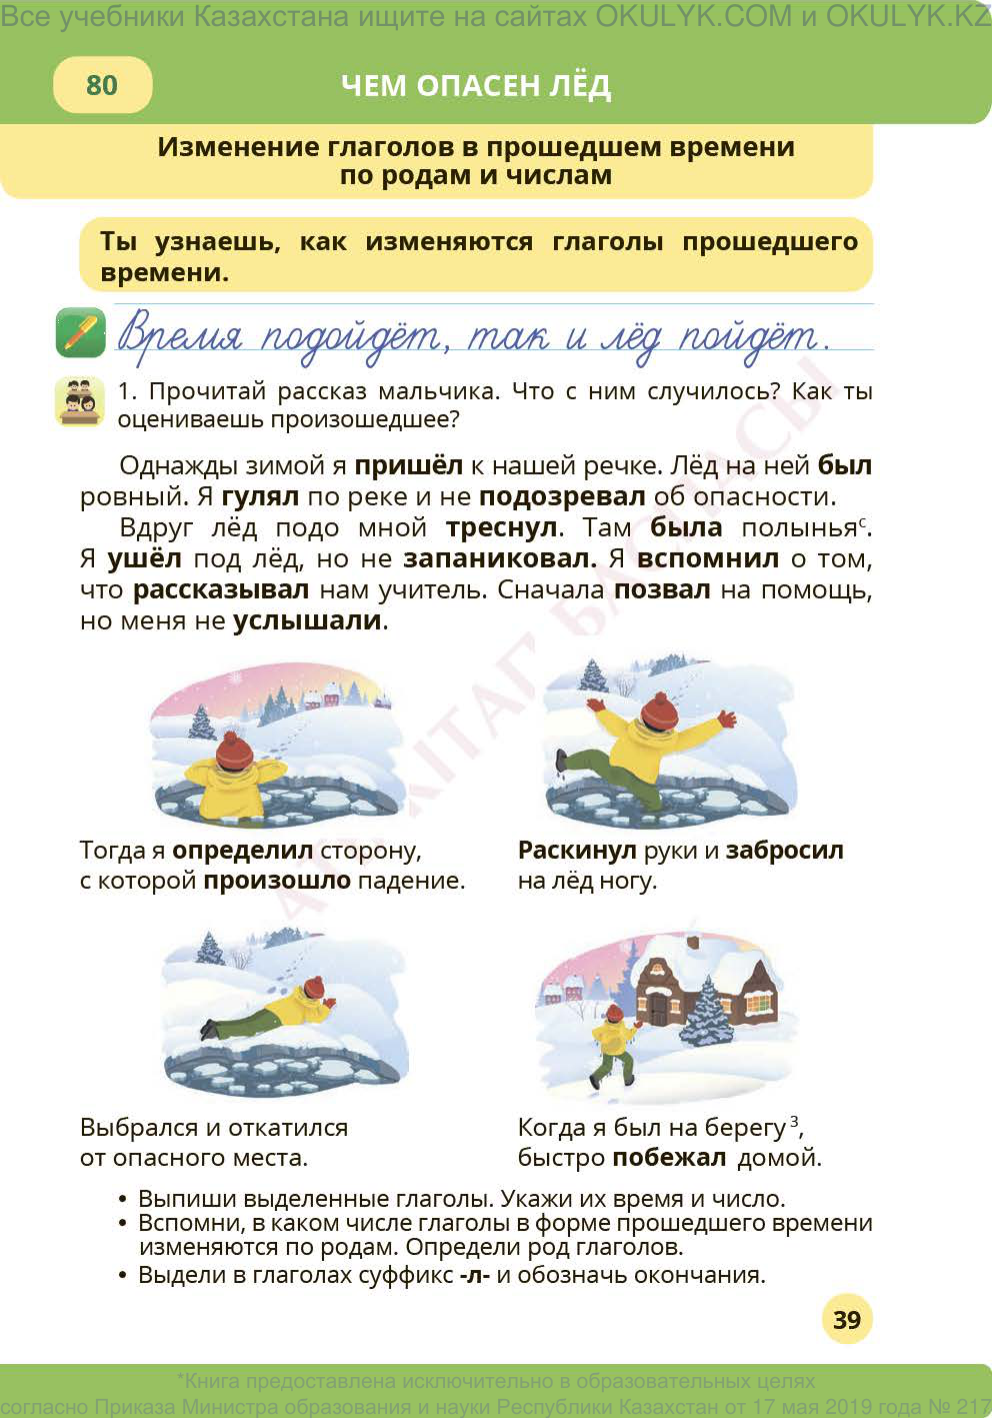 Все учебники Казахстана ищите на сайтах OKULYK.COM и OKULYK.KZ
80
ЧЕМ ОПАСЕН ЛЁД
Изменение глаголов в прошедшем времени
по родам и числам
Ты узнаешь, как изменяются глаголы прошедшего
времени.
Время подойдёт, так и лёд пойдёт.
1. Прочитай рассказ мальчика. Что с ним случилось? Как ты
оцениваешь произошедшее?
Однажды зимой я пришёл к нашей речке. Лёд на ней был
ровный. Я гулял по реке и не подозревал об опасности.
Вдруг лёд подо мной треснул. Там была полыньяс.
Я ушёл под лёд, но не запаниковал. Я вспомнил о том,
что рассказывал нам учитель. Сначала позвал на помощь,
но меня не услышали.
Тогда я определил сторону,
с которой произошло падение.
Раскинул руки и забросил
на лёд ногу.
Выбрался и откатился
от опасного места.
Когда я был на берегу3,
быстро побежал домой.
• Выпиши выделенные глаголы. Укажи их время и число.
• Вспомни, в каком числе глаголы в форме прошедшего времени
изменяются по родам. Определи род глаголов.
• Выдели в глаголах суффикс -л- и обозначь окончания.
39
*Книга предоставлена исключительно в образовательных целях
согласно Приказа Министра образования и науки Республики Казахстан от 17 мая 2019 года № 217